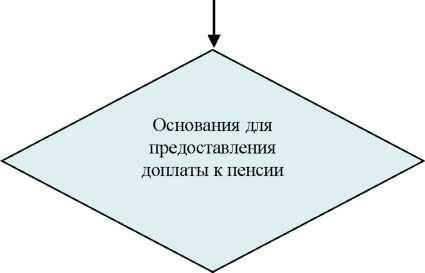 Основания для
предоставления
доплаты к пенсии